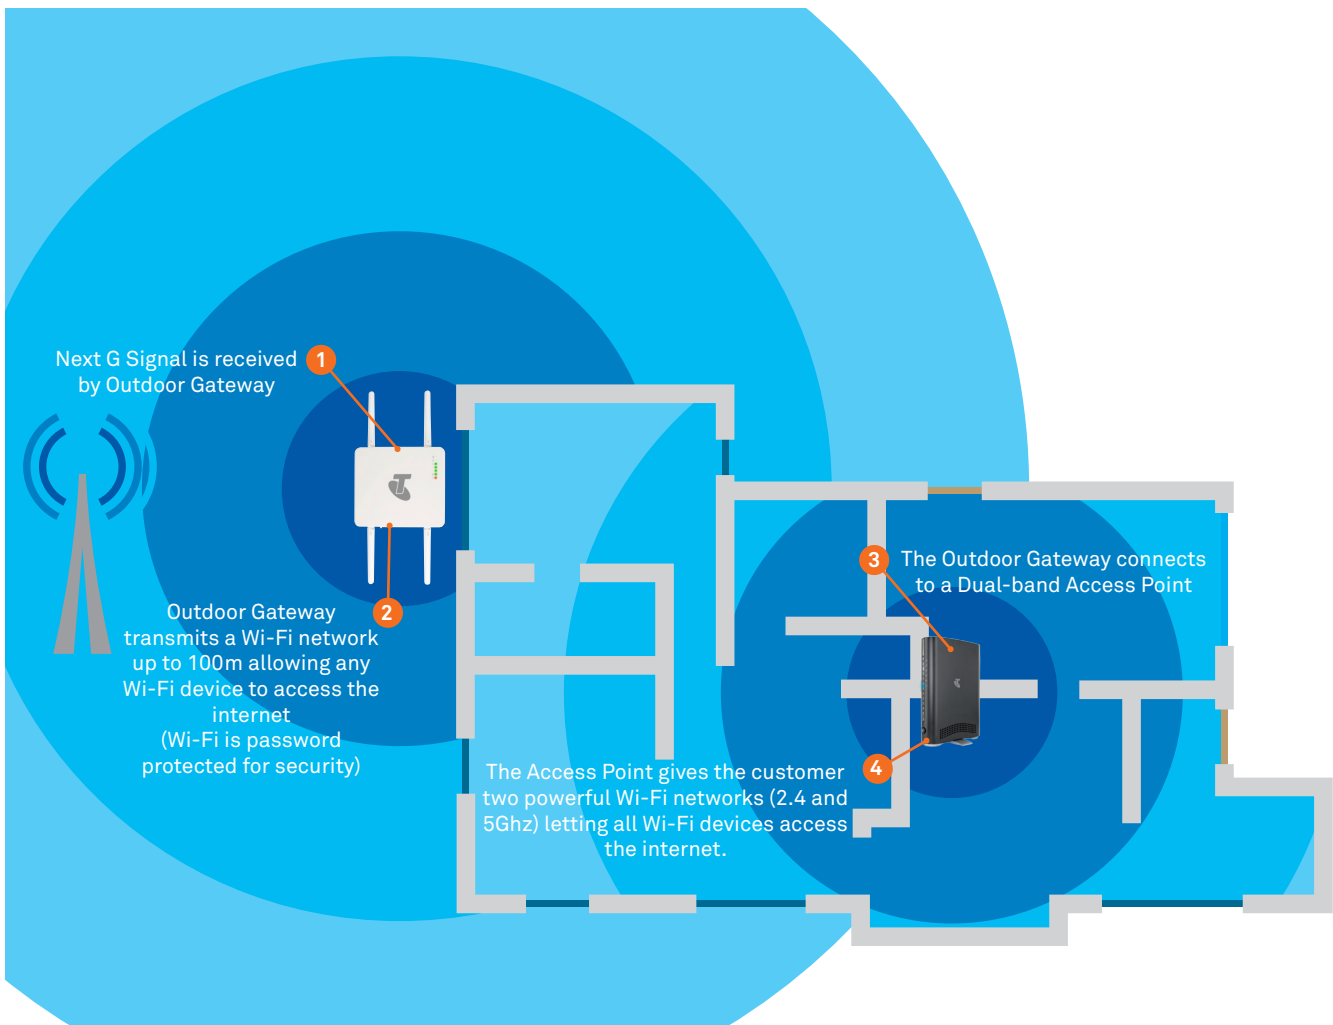 1
Next G Signal is received
by Outdoor Gateway
2
Outdoor Gateway
transmits a Wi-Fi network
up to 100m allowing any
Wi-Fi device to access the
internet
(Wi-Fi is password
protected for security)
3
The Outdoor Gateway connects
to a Dual-band Access Point
4
The Access Point gives the customer
two powerful Wi-Fi networks (2.4 and
5Ghz) letting all Wi-Fi devices access
the internet.